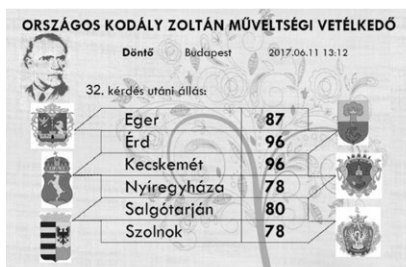 ORSZÁGOS KODÁLY ZOLTÁN MŰVELTSÉGI VETÉLKEDŐ
Döntő Budapest 2017.06.11 13:12
32. kérdés utáni állás:
Eger 87
Érd 96
Kecskemét 96
Nyíregyháza 78
Salgótarján 80
Szolnok 78